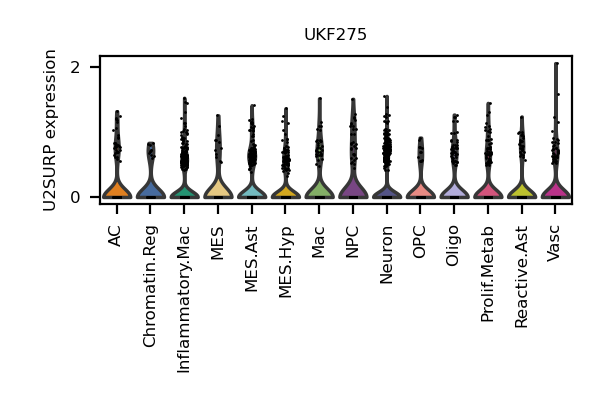 UKF275
U2SURP expression
2
0
AC
Chromatin.Reg
Inflammatory.Mac
MES
MES.Ast
MES.Hyp
Mac
NPC
Neuron
OPC
Oligo
Prolif.Metab
Reactive.Ast
Vasc